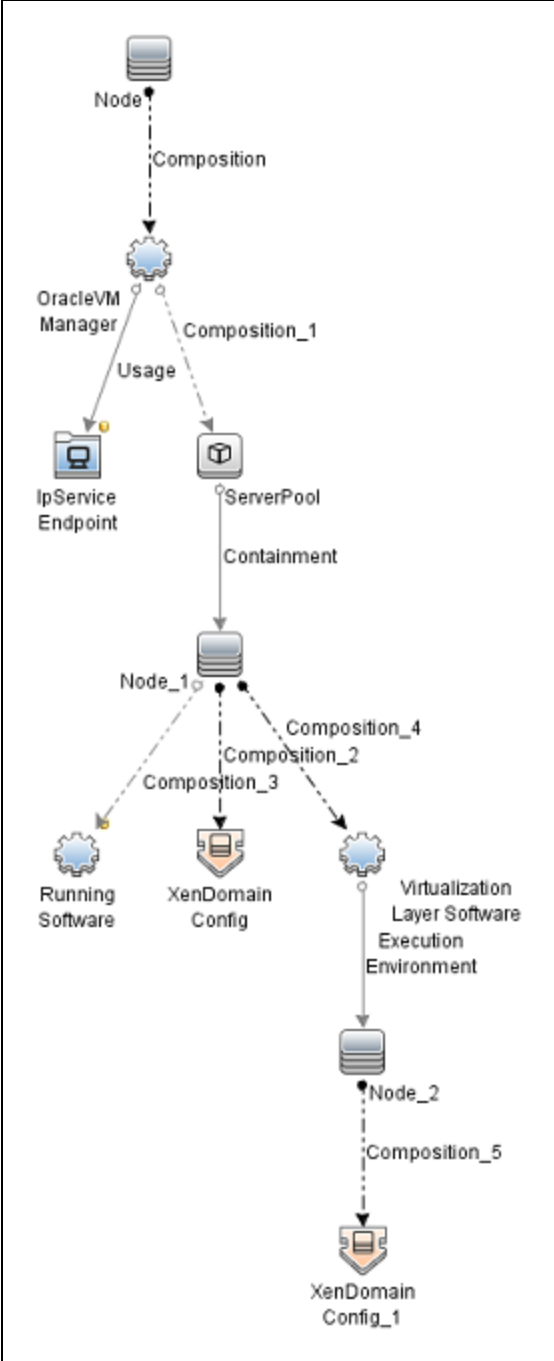 Node
Composition
OracleVM
Manager
Composition_1
Usage
IpService
Endpoint
ServerPool
Containment
Node_1
Composition_4
Composition_2
Composition_3
Running
Software
XenDomain
Config
Virtualization
Layer Software
Execution
Environment
Node_2
Composition_5
XenDomain
Config_1